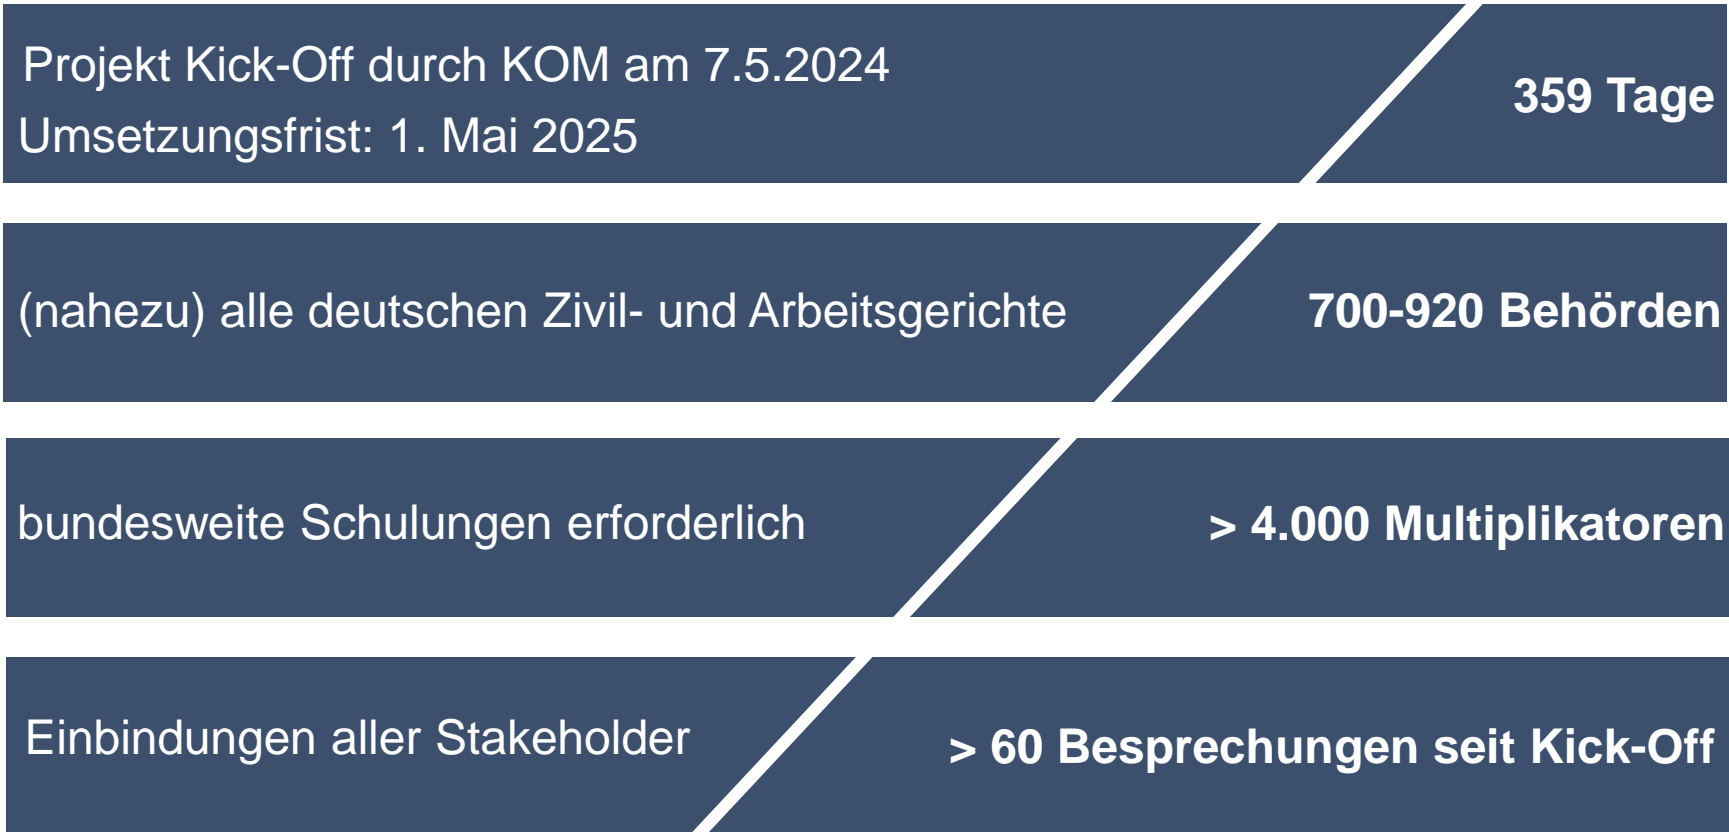 Projekt Kick-Off durch KOM am 7.5.2024
Umsetzungsfrist: 1. Mai 2025
359 Tage
(nahezu) alle deutschen Zivil- und Arbeitsgerichte
700-920 Behörden
bundesweite Schulungen erforderlich
> 4.000 Multiplikatoren
Einbindungen aller Stakeholder
> 60 Besprechungen seit Kick-Off